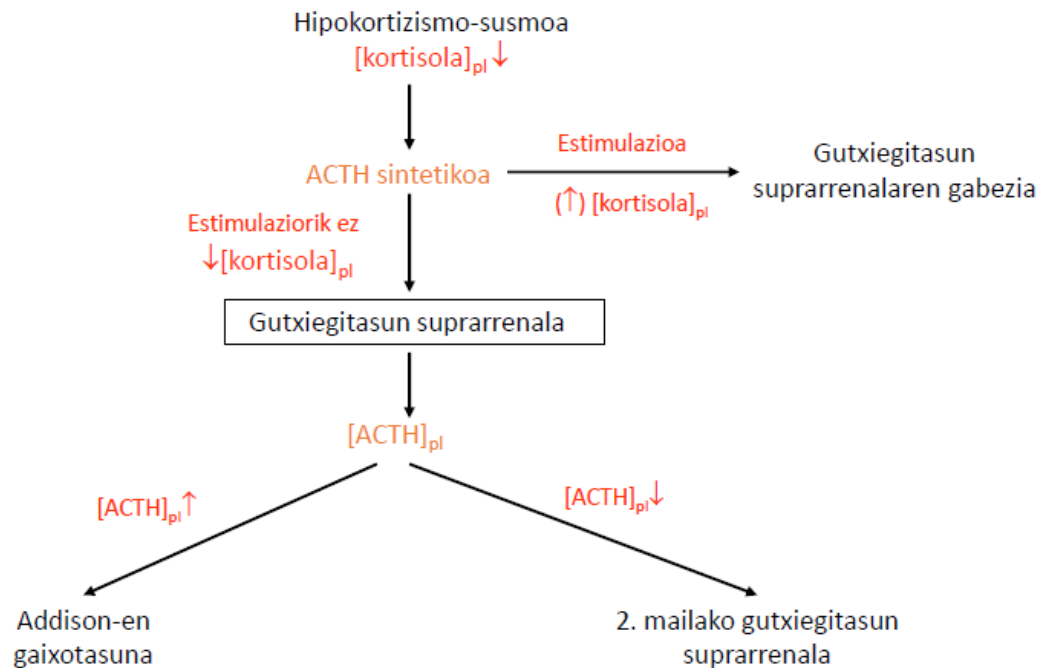 Hipokortizismo-susmoa
[kortisola]pl↓
Estimulazioa
ACTH sintetikoa
(↑) [kortisola]pl
Gutxiegitasun
suprarrenalaren gabezia
Estimulaziorik ez
↓[kortisola]pl
Gutxiegitasun suprarrenala
[ACTH]pl
[ACTH]pl↑
[ACTH]pl↓
Addison-en
gaixotasuna
2. mailako gutxiegitasun
suprarrenala